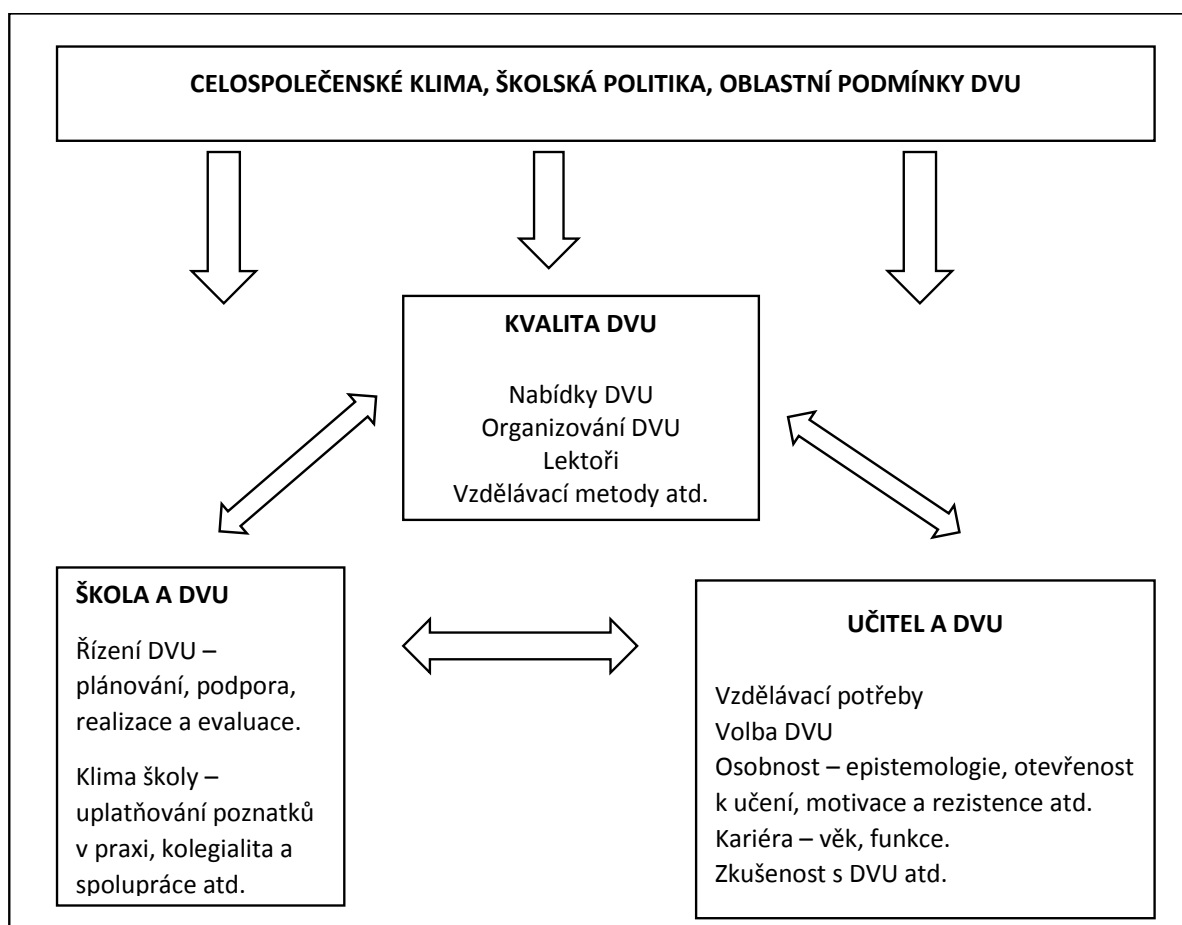 CELOSPOLEČENSKÉ KLIMA, ŠKOLSKÁ POLITIKA, OBLASTNÍ PODMÍNKY DVU
KVALITA DVU
Nabídky DVU
Organizování DVU
Lektoři
Vzdělávací metody atd.
ŠKOLA A DVU
Řízení DVU –
plánování, podpora,
realizace a evaluace.
Klima školy –
uplatňování poznatků
v praxi, kolegialita a
spolupráce atd.
UČITEL A DVU
Vzdělávací potřeby
Volba DVU
Osobnost – epistemologie, otevřenost
k učení, motivace a rezistence atd.
Kariéra – věk, funkce.
Zkušenost s DVU atd.